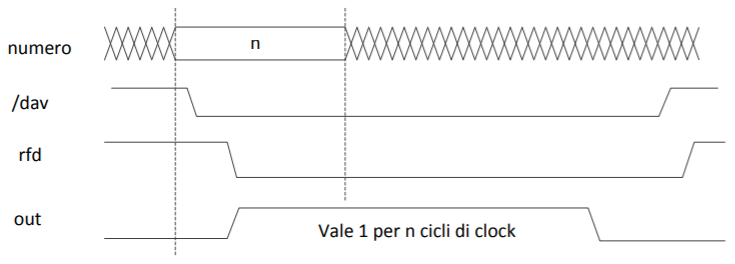 numero
n
/dav
rfd
out
Vale 1 per n cicli di clock